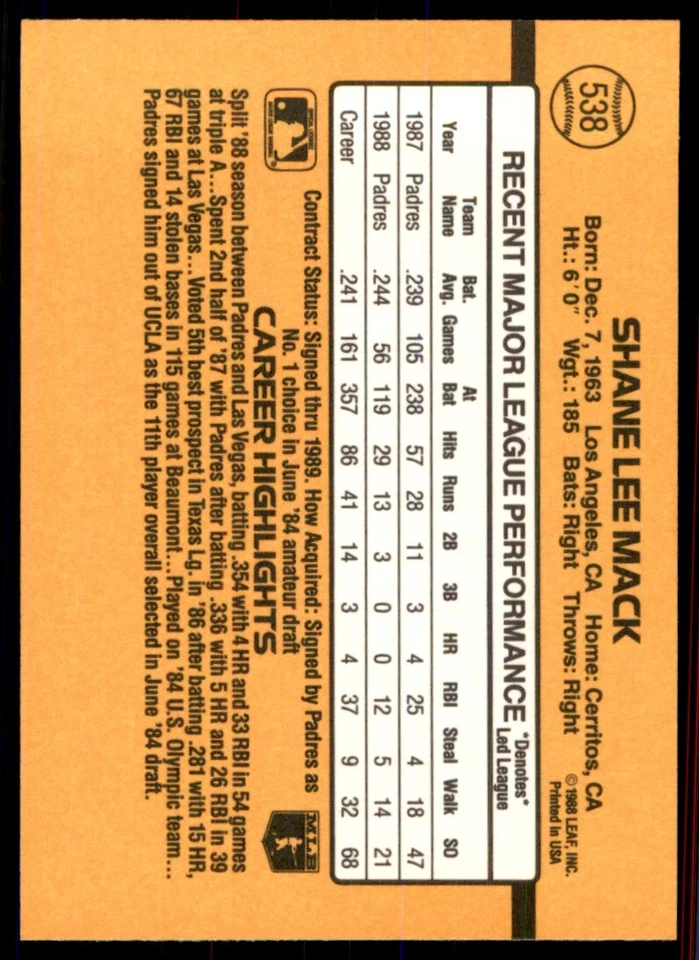 538
SHANE LEE MACK
Born: Dec. 7, 1963 Los Angeles, CA Home: Cerritos, CA
Ht.: 6'0" Wgt.: 185 Bats: Right Throws: Right
© 1988 LEAF, INC.
Printed in USA
RECENT MAJOR LEAGUE PERFORMANCE *Denotes* Led League
Year Team Name Bat. Avg. Games At Bat Hits Runs 2B 3B HR RBI Steal Walk SO
1987 Padres .239 105 238 57 28 11 3 4 25 4 18 47
1988 Padres .244 56 119 29 13 3 0 0 12 5 14 21
Career .241 161 357 86 41 14 3 4 37 9 32 68
Contract Status: Signed thru 1989. How Acquired: Signed by Padres as
No. 1 choice in June '84 amateur draft
MLB
CAREER HIGHLIGHTS
Split '88 season between Padres and Las Vegas, batting .354 with 4 HR and 33 RBI in 54 games
at triple A...Spent 2nd half of '87 with Padres after batting .336 with 5 HR and 26 RBI in 39
games at Las Vegas...Voted 5th best prospect in Texas Lg. in '86 after batting .281 with 15 HR,
67 RBI and 14 stolen bases in 115 games at Beaumont...Played on '84 U.S. Olympic team...
Padres signed him out of UCLA as the 11th player overall selected in June '84 draft.